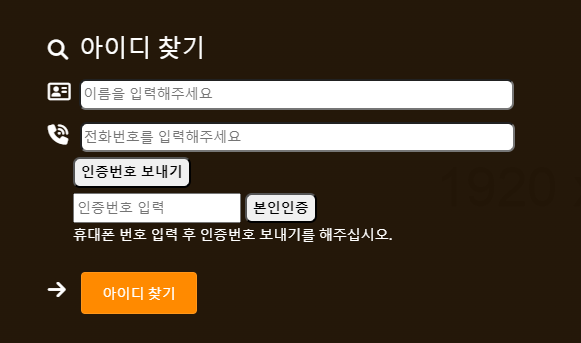 아이디 찾기
이름을 입력해주세요
전화번호를 입력해주세요
인증번호 보내기
1920
인증번호 입력 본인인증
휴대폰 번호 입력 후 인증번호 보내기를 해주십시오.
아이디 찾기